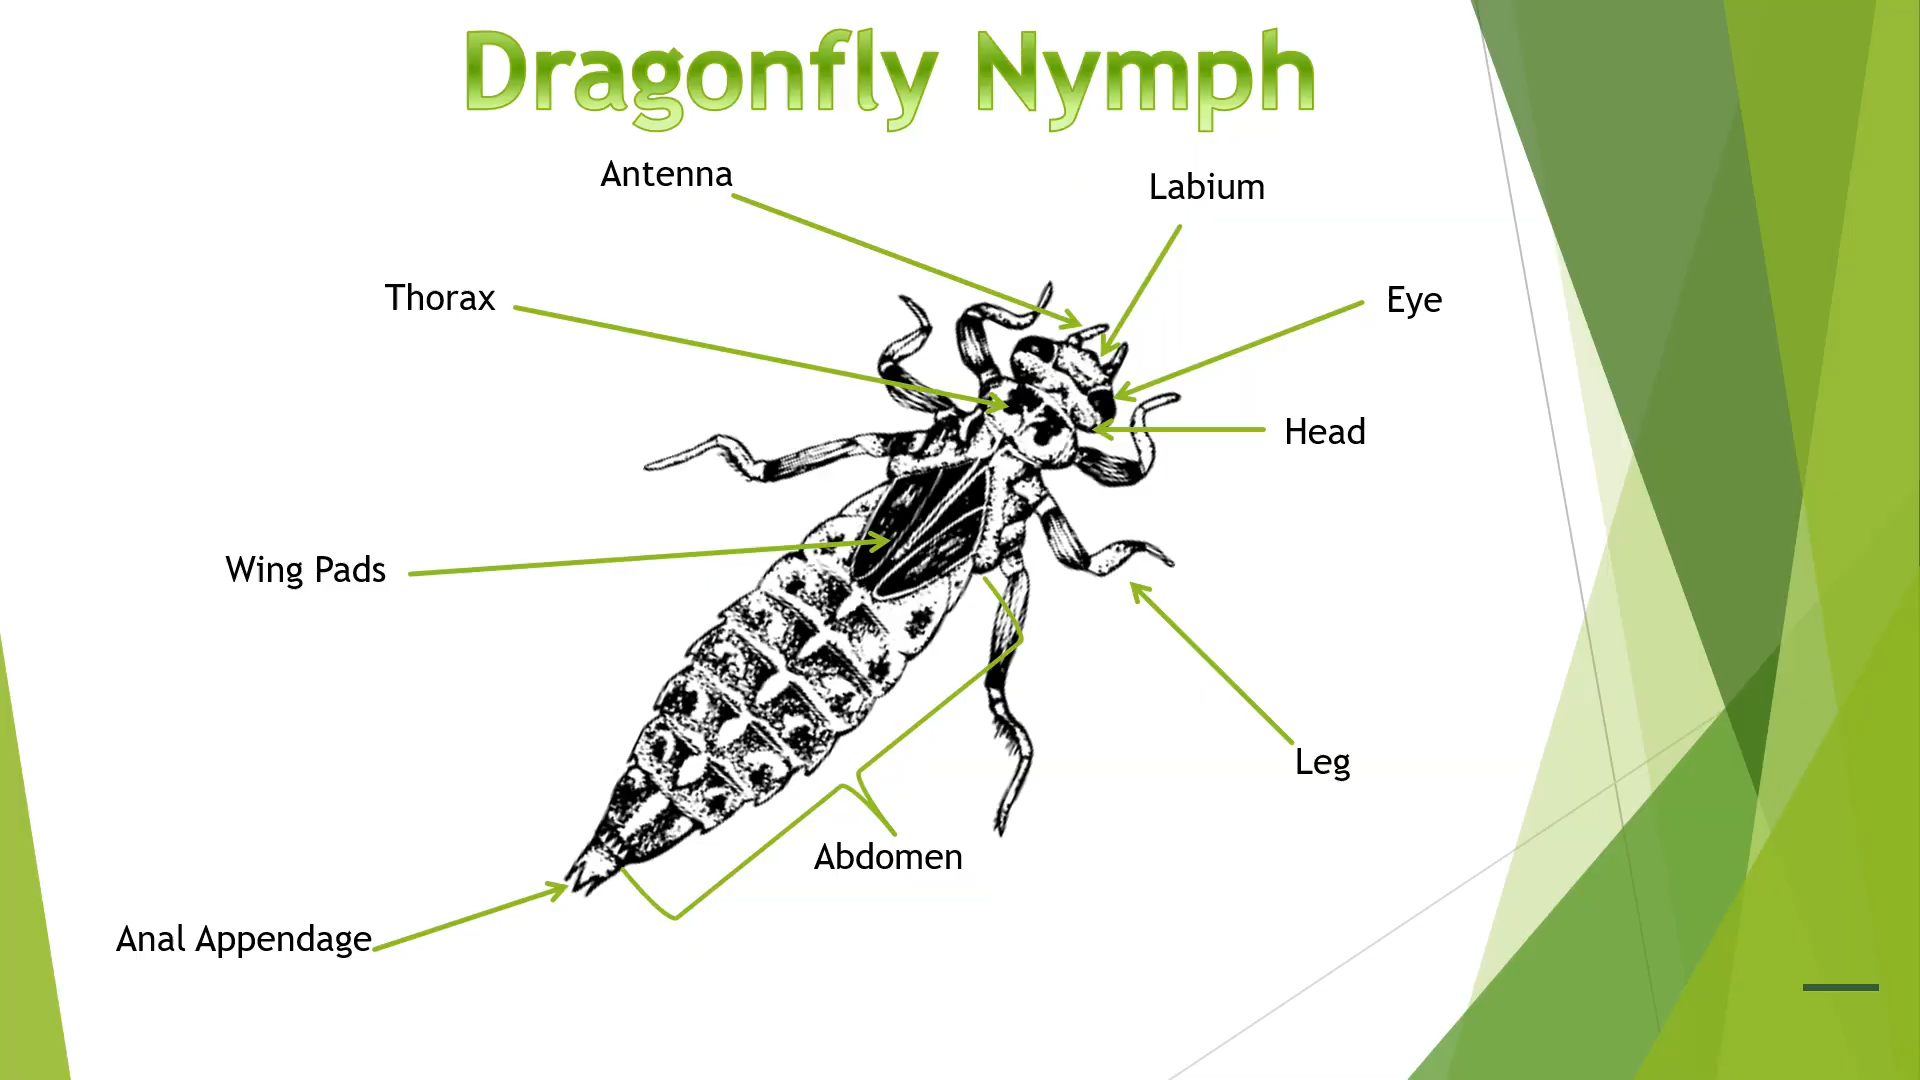 Dragonfly Nymph
Antenna
Labium
Thorax
Eye
Head
Wing Pads
Leg
Abdomen
Anal Appendage